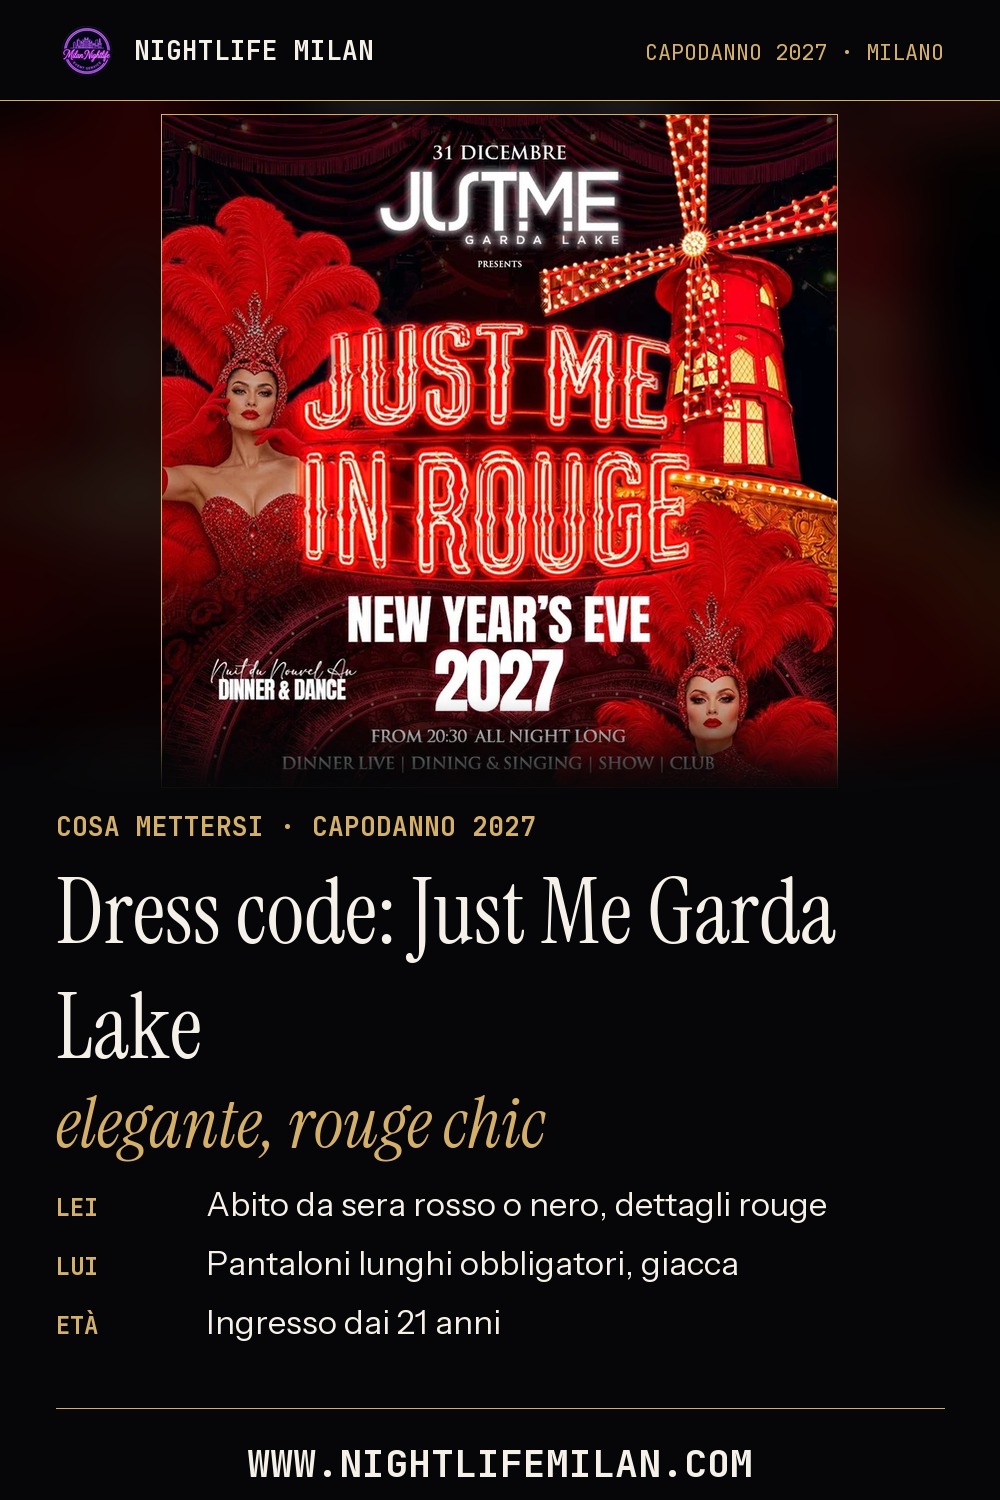 Milan Nightlife
NIGHTLIFE MILAN
CAPODANNO 2027 · MILANO
31 DICEMBRE
JUSTME
GARDA LAKE
PRESENTS
JUST ME
IN ROUGE
NEW YEAR'S EVE
2027
Nuit du Nouvel An
DINNER & DANCE
FROM 20:30 ALL NIGHT LONG
DINNER LIVE | DINING & SINGING | SHOW | CLUB
COSA METTERSI · CAPODANNO 2027
Dress code: Just Me Garda
Lake
elegante, rouge chic
LEI Abito da sera rosso o nero, dettagli rouge
LUI Pantaloni lunghi obbligatori, giacca
ETÀ Ingresso dai 21 anni
WWW.NIGHTLIFEMILAN.COM